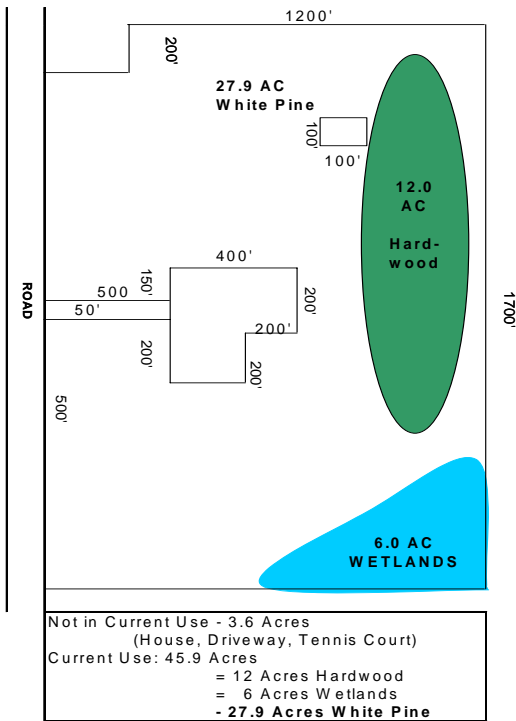 1200'
200'
27.9 AC
White Pine
100'
100'
12.0
AC
Hard-
wood
400'
150'
500
50'
200'
200'
200'
200'
ROAD
1700'
500'
6.0 AC
WETLANDS
Not in Current Use - 3.6 Acres
(House, Driveway, Tennis Court)
Current Use: 45.9 Acres
= 12 Acres Hardwood
= 6 Acres Wetlands
- 27.9 Acres White Pine